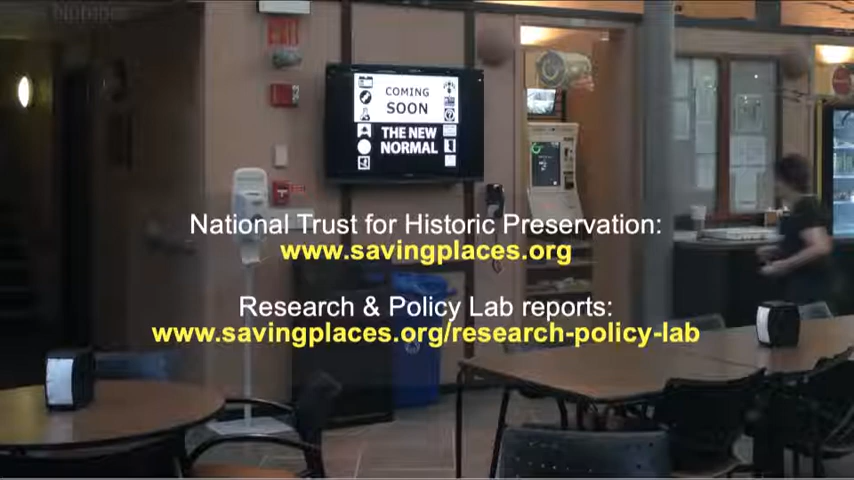 COMING
SOON
THE NEW
NORMAL
National Trust for Historic Preservation:
www.savingplaces.org
Research & Policy Lab reports:
www.savingplaces.org/research-policy-lab